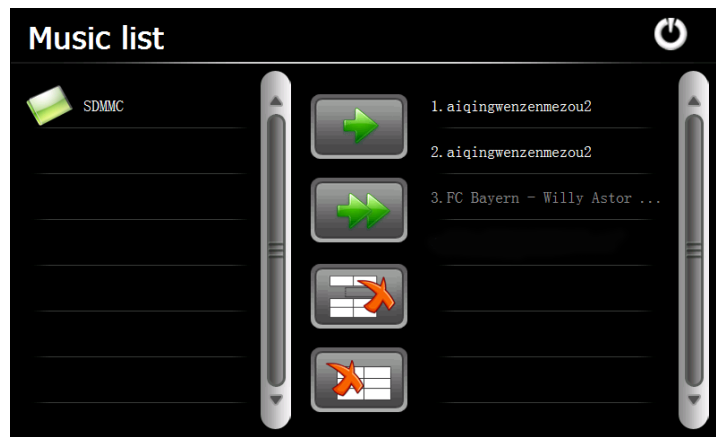 Music list
SDMMC
1.aiqingwenzenmezou2
2.aiqingwenzenmezou2
3.FC Bayern - Willy Astor ...